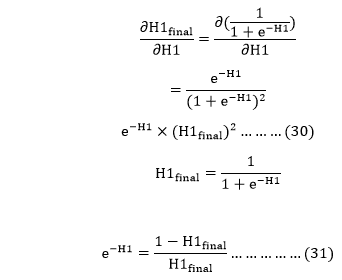 ∂H1final/∂H1 = ∂(1/(1 + e^−H1))/∂H1
= e^−H1/(1 + e^−H1)^2
e^−H1 × (H1final)^2 … … … (30)
H1final = 1/(1 + e^−H1)
e^−H1 = (1 − H1final)/H1final … … … … … (31)